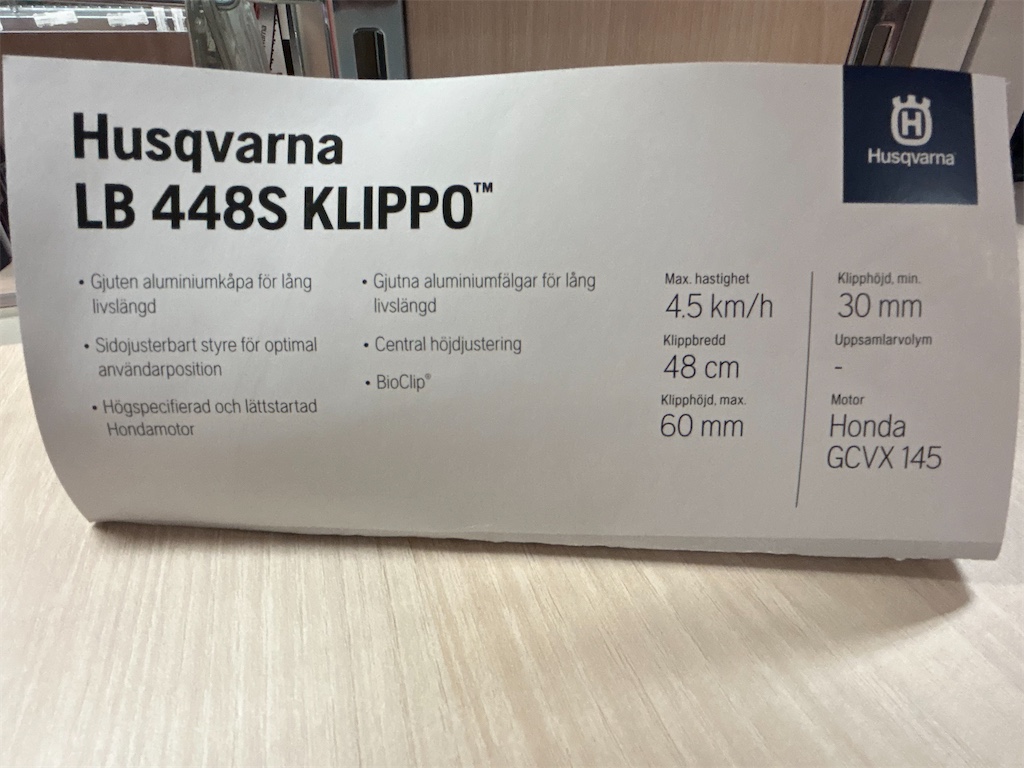 Husqvarna
LB 448S KLIPPO™
Husqvarna
• Gjuten aluminiumkåpa för lång
livslängd
• Sidojusterbart styre för optimal
användarposition
• Högspecifierad och lättstartad
Hondamotor
• Gjutna aluminiumfälgar för lång
livslängd
• Central höjdjustering
• BioClip®
Max. hastighet
4.5 km/h
Klippbredd
48 cm
Klipphöjd, max.
60 mm
Klipphöjd, min.
30 mm
Uppsamlarvolym
-
Motor
Honda
GCVX 145